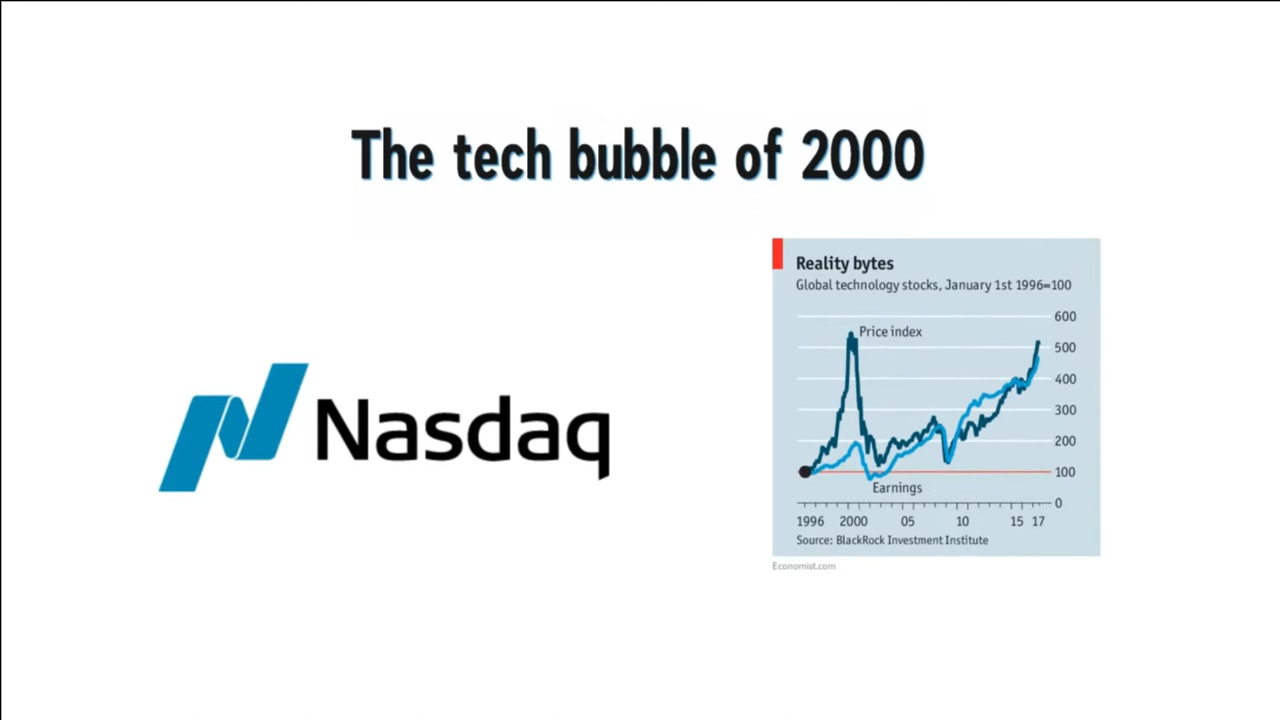 The tech bubble of 2000
Nasdaq
Reality bytes
Global technology stocks, January 1st 1996=100
600
Price index
500
400
300
200
100
Earnings
0
1996 2000 05 10 15 17
Source: BlackRock Investment Institute
Economist.com